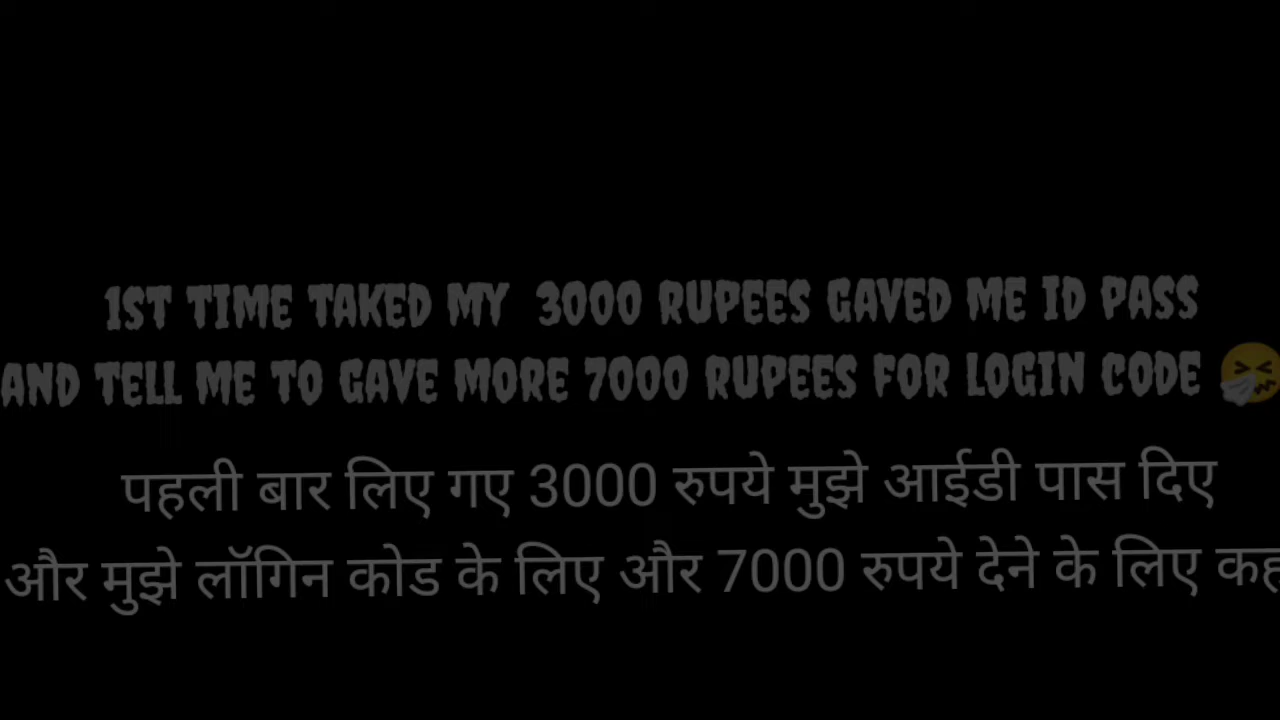 1ST TIME TAKED MY 3000 RUPEES GAVED ME ID PASS
AND TELL ME TO GAVE MORE 7000 RUPEES FOR LOGIN CODE 🤧
पहली बार लिए गए 3000 रुपये मुझे आईडी पास दिए
और मुझे लॉगिन कोड के लिए और 7000 रुपये देने के लिए